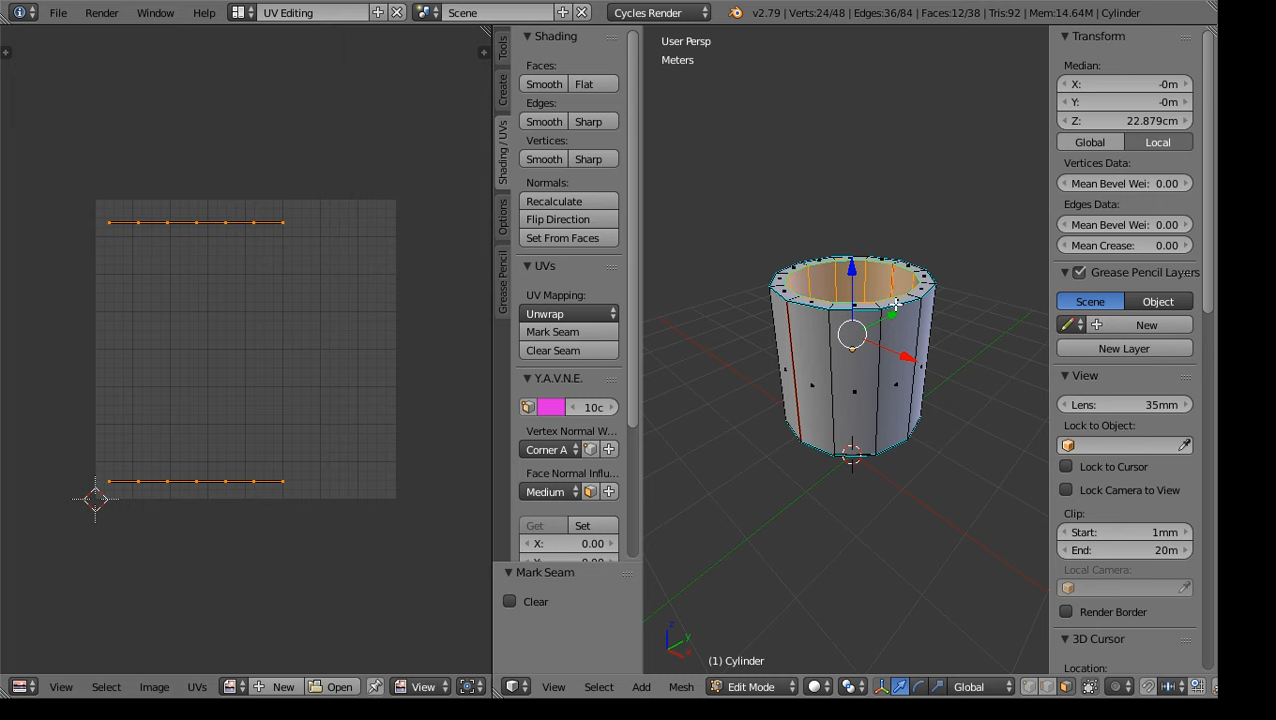 File Render Window Help UV Editing Scene Cycles Render v2.79 | Verts:24/48 | Edges:36/84 | Faces:12/38 | Tris:92 | Mem:14.64M | Cylinder
Tools
Create
Shading / UVs
Options
Grease Pencil
Shading
Faces:
Smooth Flat
Edges:
Smooth Sharp
Vertices:
Smooth Sharp
Normals:
Recalculate
Flip Direction
Set From Faces
UVs
UV Mapping:
Unwrap
Mark Seam
Clear Seam
Y.A.V.N.E.
10c
Vertex Normal W...
Corner A
Face Normal Influ...
Medium
Get Set
X: 0.00
Mark Seam
Clear
User Persp
Meters
(1) Cylinder
Transform
Median:
X: -0m
Y: -0m
Z: 22.879cm
Global Local
Vertices Data:
Mean Bevel Wei: 0.00
Edges Data:
Mean Bevel Wei: 0.00
Mean Crease: 0.00
Grease Pencil Layers
Scene Object
New
New Layer
View
Lens: 35mm
Lock to Object:
Lock to Cursor
Lock Camera to View
Clip:
Start: 1mm
End: 20m
Local Camera:
Render Border
3D Cursor
Location:
View Select Image UVs New Open View
View Select Add Mesh Edit Mode Global